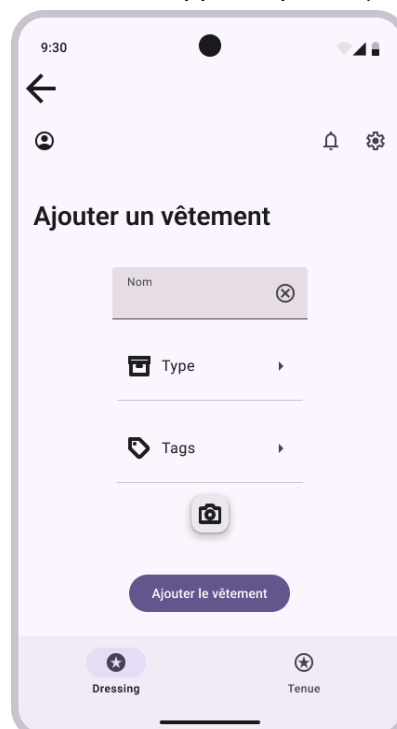 9:30
Ajouter un vêtement
Nom
Type
Tags
Ajouter le vêtement
Dressing
Tenue